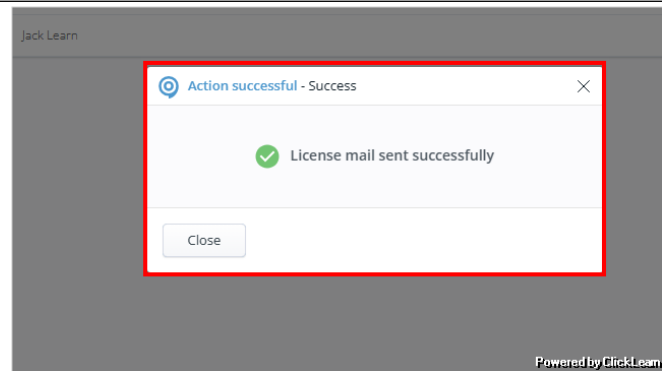 Jack Learn
Action successful - Success
License mail sent successfully
Close
Powered by ClickLearn